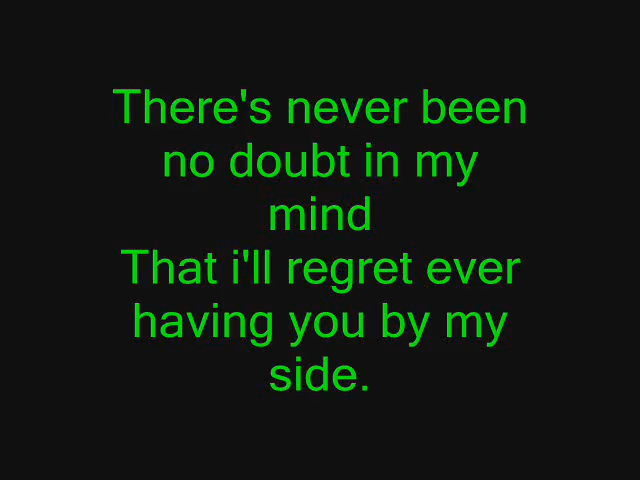 There's never been
no doubt in my
mind
That i'll regret ever
having you by my
side.